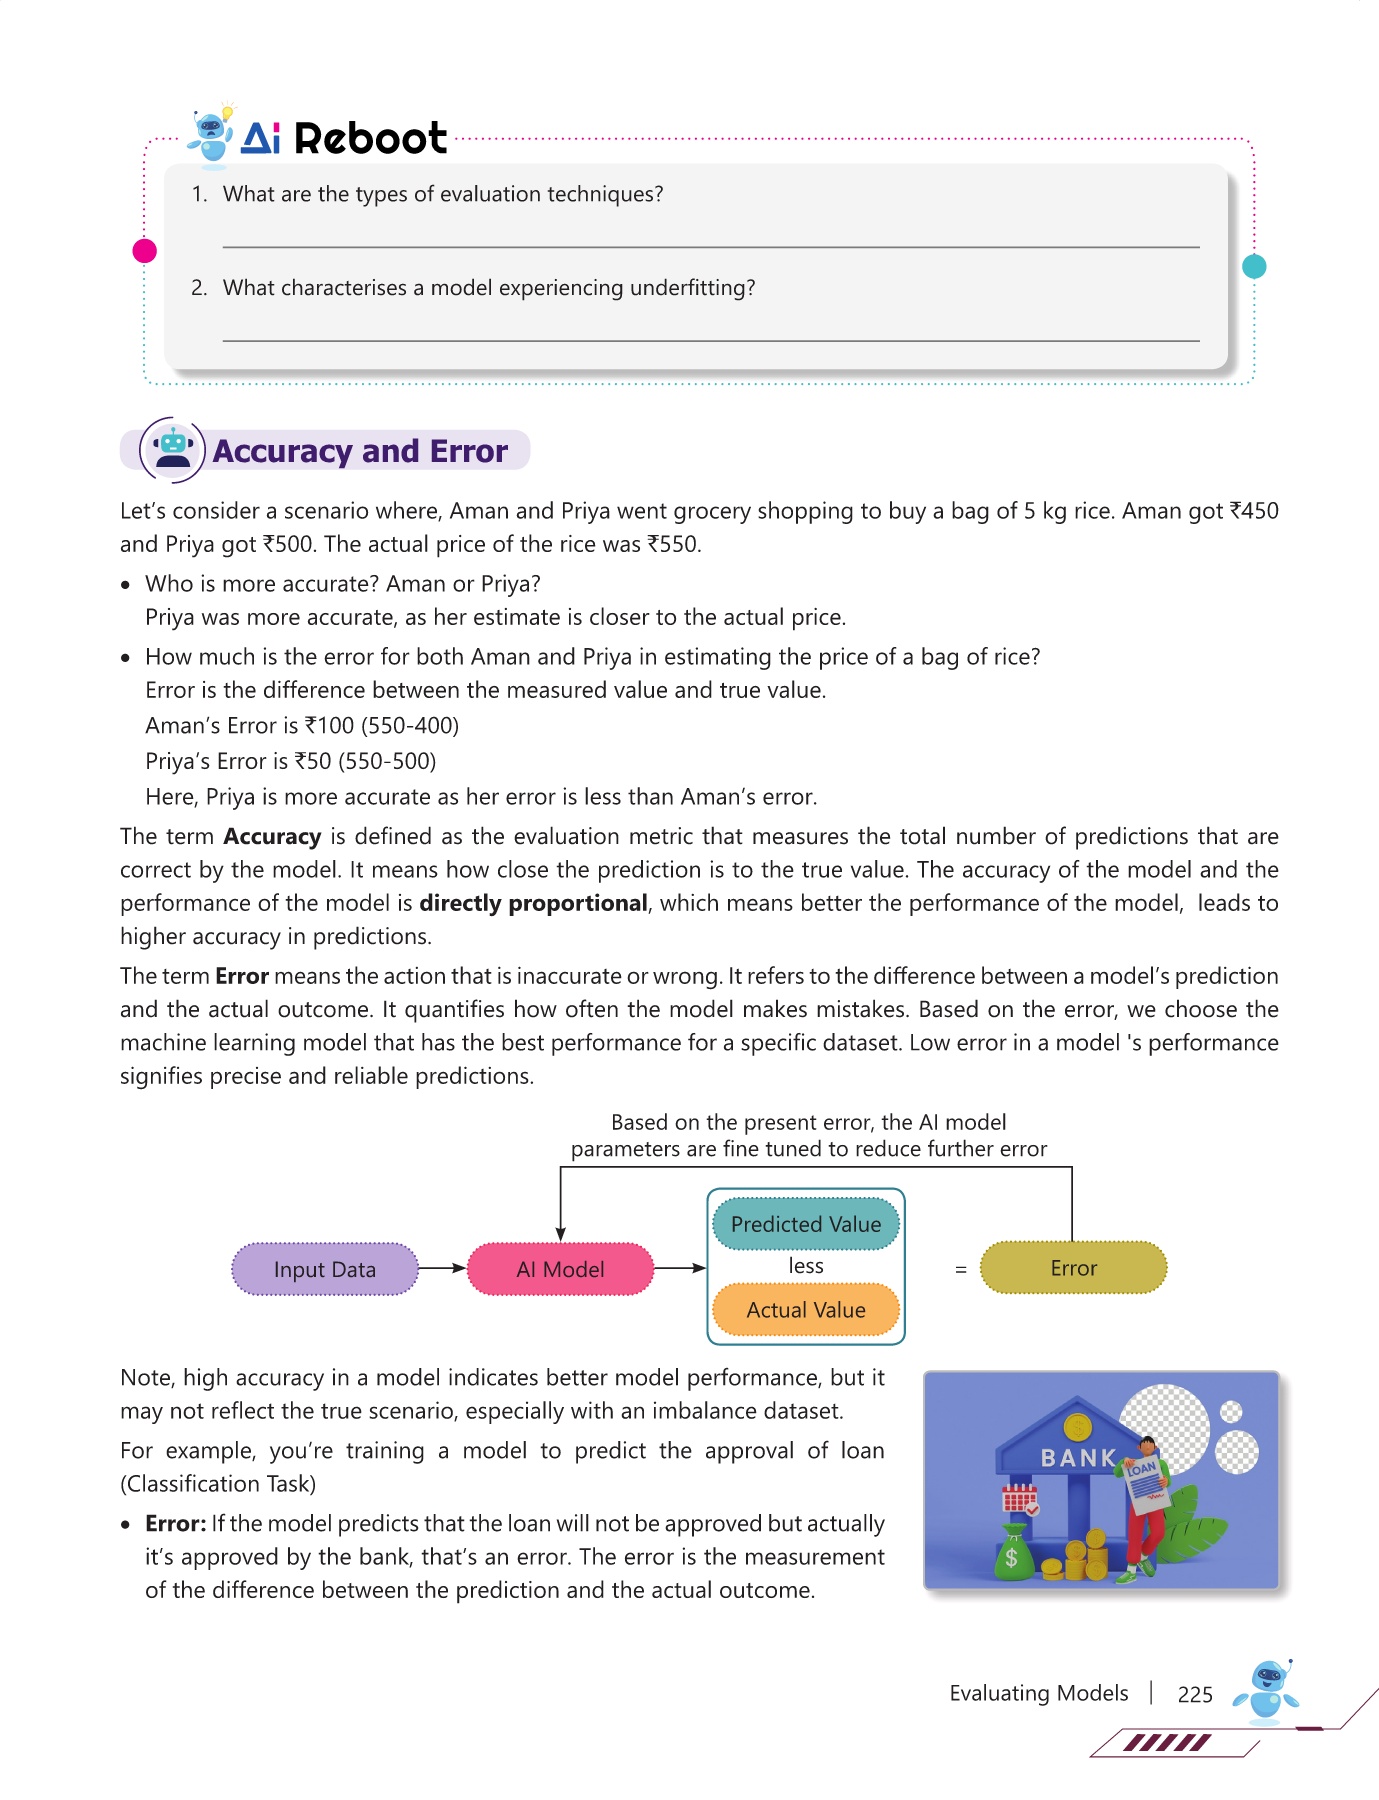 Ai Reboot
1. What are the types of evaluation techniques?
2. What characterises a model experiencing underfitting?
Accuracy and Error
Let's consider a scenario where, Aman and Priya went grocery shopping to buy a bag of 5 kg rice. Aman got ₹450
and Priya got ₹500. The actual price of the rice was ₹550.
• Who is more accurate? Aman or Priya?
Priya was more accurate, as her estimate is closer to the actual price.
• How much is the error for both Aman and Priya in estimating the price of a bag of rice?
Error is the difference between the measured value and true value.
Aman's Error is ₹100 (550-400)
Priya's Error is ₹50 (550-500)
Here, Priya is more accurate as her error is less than Aman's error.
The term Accuracy is defined as the evaluation metric that measures the total number of predictions that are
correct by the model. It means how close the prediction is to the true value. The accuracy of the model and the
performance of the model is directly proportional, which means better the performance of the model, leads to
higher accuracy in predictions.
The term Error means the action that is inaccurate or wrong. It refers to the difference between a model's prediction
and the actual outcome. It quantifies how often the model makes mistakes. Based on the error, we choose the
machine learning model that has the best performance for a specific dataset. Low error in a model 's performance
signifies precise and reliable predictions.
Based on the present error, the AI model
parameters are fine tuned to reduce further error
Input Data
AI Model
Predicted Value
less
Actual Value
=
Error
Note, high accuracy in a model indicates better model performance, but it
may not reflect the true scenario, especially with an imbalance dataset.
For example, you're training a model to predict the approval of loan
(Classification Task)
• Error: If the model predicts that the loan will not be approved but actually
it's approved by the bank, that's an error. The error is the measurement
of the difference between the prediction and the actual outcome.
BANK
LOAN
$
Evaluating Models | 225